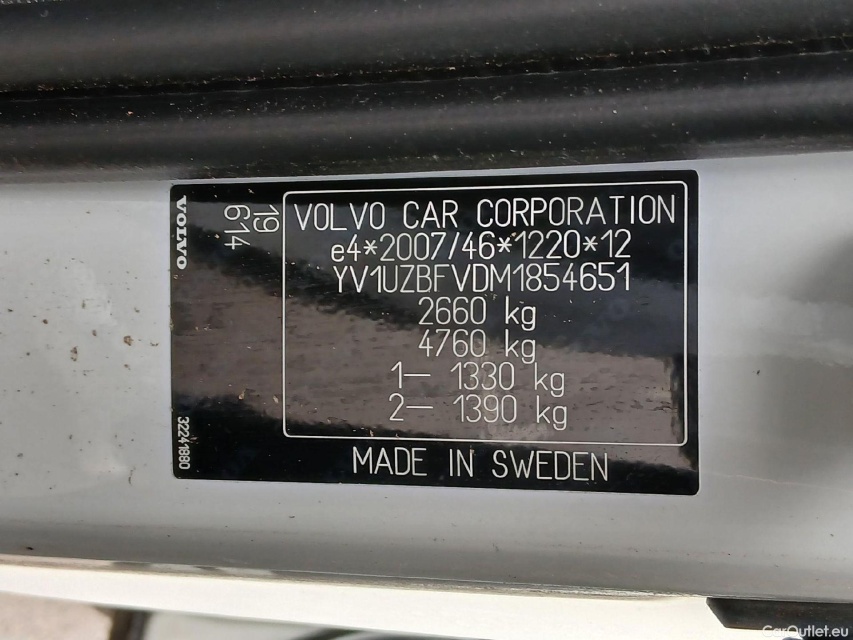 VOLVO
19
614
VOLVO CAR CORPORATION
e4*2007/46*1220*12
YV1UZBFVDM1854651
2660 kg
4760 kg
1– 1330 kg
2– 1390 kg
32241880
MADE IN SWEDEN
CarOutlet.eu